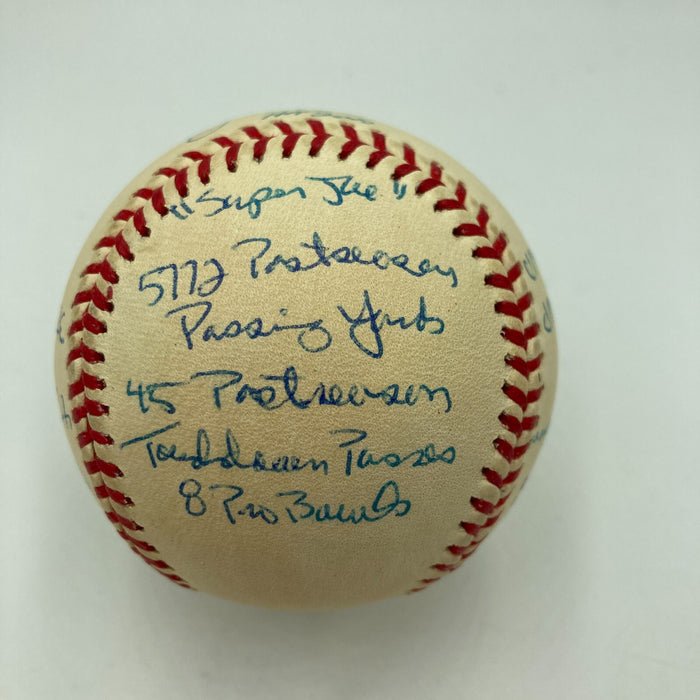 "Super Joe"
5772 Postseason
Passing Yards
45 Postseason
Touchdown Passes
8 Pro Bowls